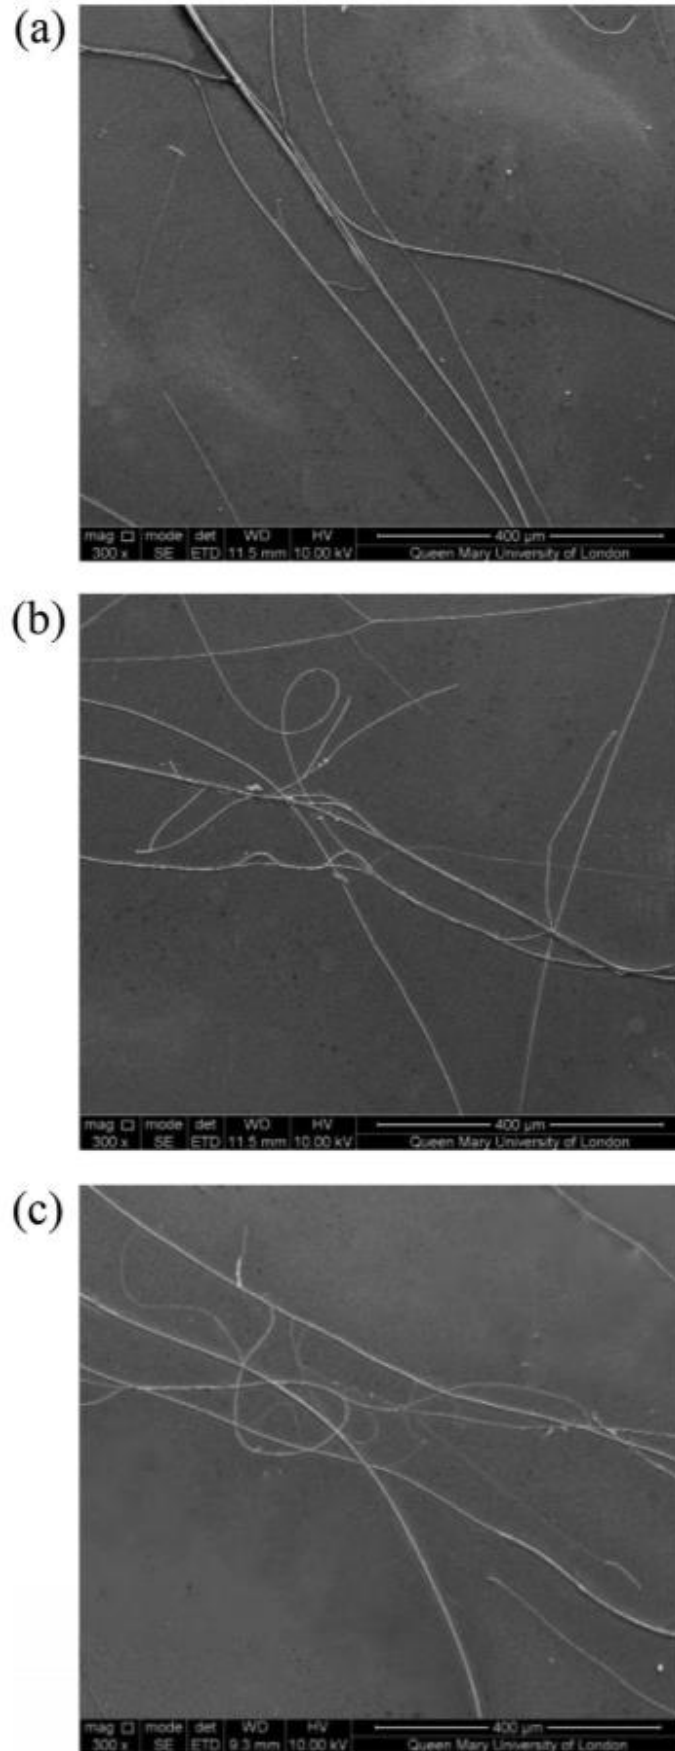 (a)
mag □ mode det WD HV 400 µm
300 x SE ETD 11.5 mm 10.00 kV Queen Mary University of London
(b)
mag □ mode det WD HV 400 µm
300 x SE ETD 11.5 mm 10.00 kV Queen Mary University of London
(c)
mag □ mode det WD HV 400 µm
300 x SE ETD 9.3 mm 10.00 kV Queen Mary University of London